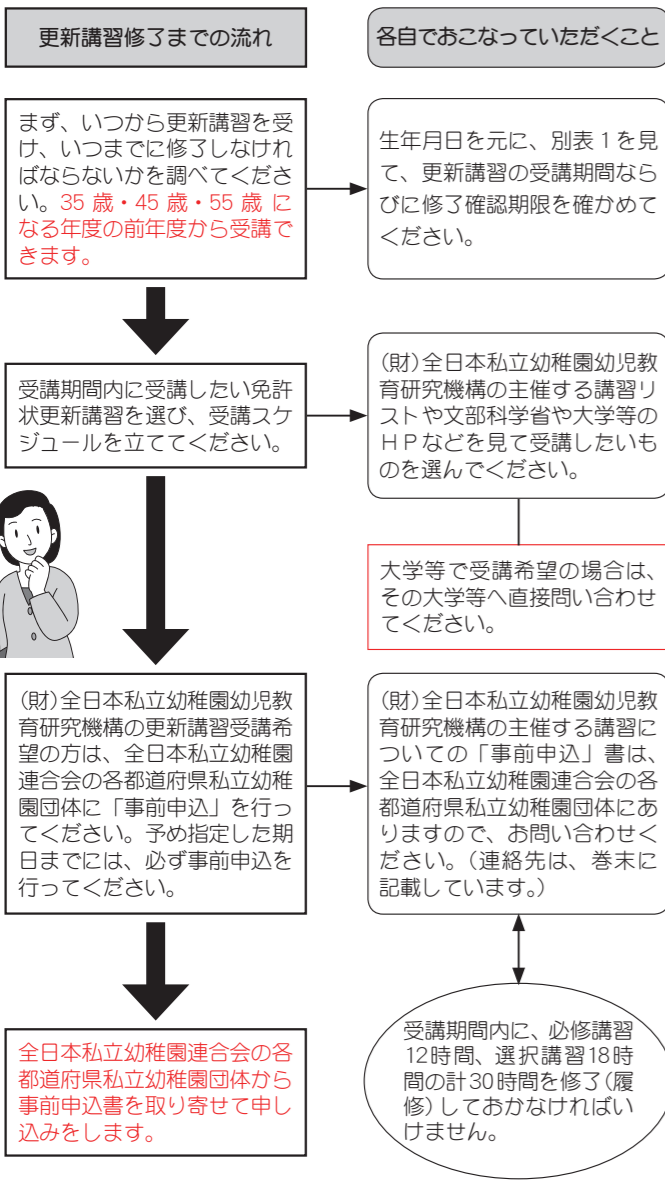 更新講習修了までの流れ
各自でおこなっていただくこと
まず、いつから更新講習を受
け、いつまでに修了しなけれ
ばならないかを調べてくださ
い。35 歳・45 歳・55 歳 に
なる年度の前年度から受講で
きます。
生年月日を元に、別表 1 を見
て、更新講習の受講期間なら
びに修了確認期限を確かめて
ください。
受講期間内に受講したい免許
状更新講習を選び、受講スケ
ジュールを立ててください。
(財)全日本私立幼稚園幼児教
育研究機構の主催する講習リ
ストや文部科学省や大学等の
HPなどを見て受講したいも
のを選んでください。
大学等で受講希望の場合は、
その大学等へ直接問い合わせ
てください。
(財)全日本私立幼稚園幼児教
育研究機構の更新講習受講希
望の方は、全日本私立幼稚園
連合会の各都道府県私立幼稚
園団体に「事前申込」を行っ
てください。予め指定した期
日までには、必ず事前申込を
行ってください。
(財)全日本私立幼稚園幼児教
育研究機構の主催する講習に
ついての「事前申込」書は、
全日本私立幼稚園連合会の各
都道府県私立幼稚園団体にあ
りますので、お問い合わせく
ださい。(連絡先は、巻末に
記載しています。)
全日本私立幼稚園連合会の各
都道府県私立幼稚園団体から
事前申込書を取り寄せて申し
込みをします。
受講期間内に、必修講習
12時間、選択講習18時
間の計30時間を修了(履
修)しておかなければい
けません。